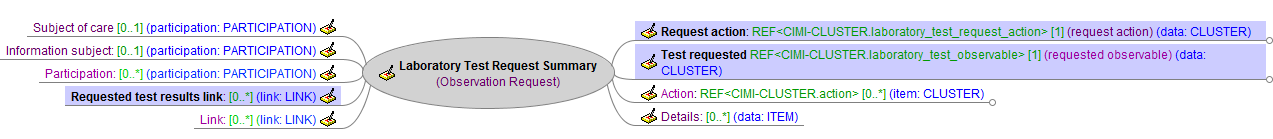 Subject of care [0..1] (participation: PARTICIPATION)
Information subject: [0..1] (participation: PARTICIPATION)
Participation: [0..*] (participation: PARTICIPATION)
Requested test results link: [0..*] (link: LINK)
Link: [0..*] (link: LINK)
Laboratory Test Request Summary
(Observation Request)
Request action: REF<CIMI-CLUSTER.laboratory_test_request_action> [1] (request action) (data: CLUSTER)
Test requested REF<CIMI-CLUSTER.laboratory_test_observable> [1] (requested observable) (data:
CLUSTER)
Action: REF<CIMI-CLUSTER.action> [0..*] (item: CLUSTER)
Details: [0..*] (data: ITEM)